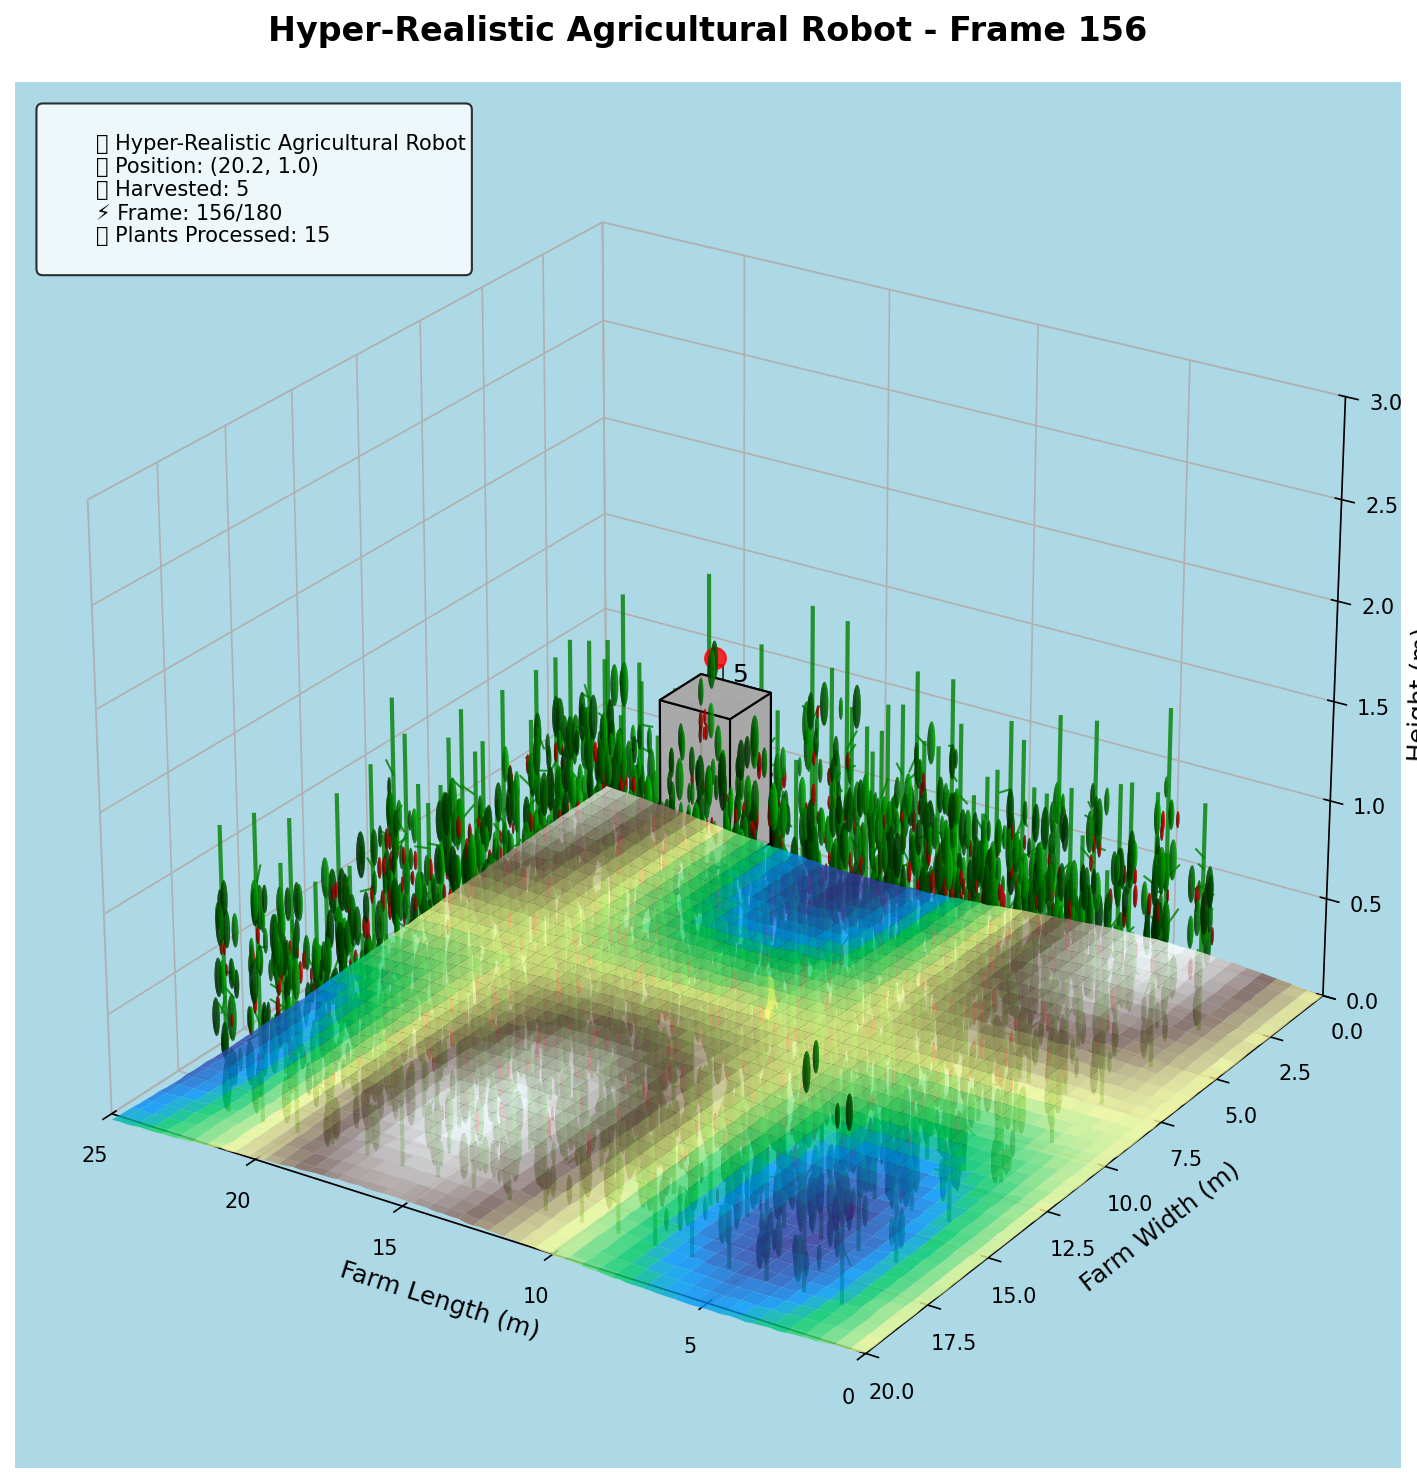 Hyper-Realistic Agricultural Robot - Frame 156
Hyper-Realistic Agricultural Robot
Position: (20.2, 1.0)
Harvested: 5
⚡ Frame: 156/180
Plants Processed: 15
5
3.0
2.5
2.0
1.5
1.0
0.5
0.0
Height (m)
0.0
2.5
5.0
7.5
10.0
12.5
15.0
17.5
20.0
Farm Width (m)
25
20
15
10
5
0
Farm Length (m)